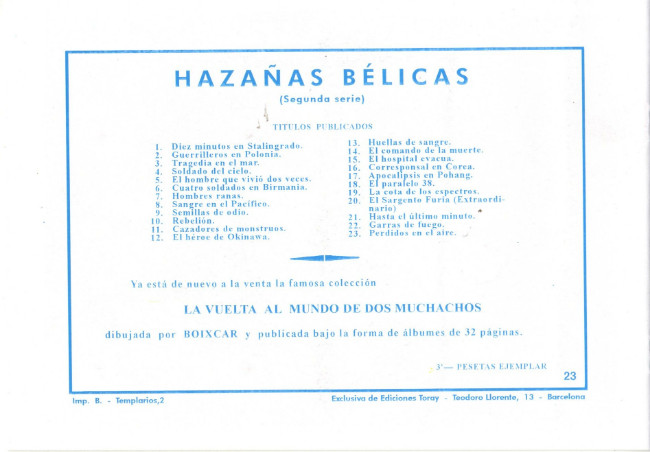 HAZAÑAS BÉLICAS
(Segunda serie)
TITULOS PUBLICADOS
1. Diez minutos en Stalingrado.
2. Guerrilleros en Polonia.
3. Tragedia en el mar.
4. Soldado del cielo.
5. El hombre que vivió dos veces.
6. Cuatro soldados en Birmania.
7. Hombres ranas.
8. Sangre en el Pacífico.
9. Semillas de odio.
10. Rebelión.
11. Cazadores de monstruos.
12. El héroe de Okinawa.
13. Huellas de sangre.
14. El comando de la muerte.
15. El hospital evacua.
16. Corresponsal en Corea.
17. Apocalipsis en Pohang.
18. El paralelo 38.
19. La cota de los espectros.
20. El Sargento Furia (Extraordi-
nario)
21. Hasta el último minuto.
22. Garras de fuego.
23. Perdidos en el aire.
Ya está de nuevo a la venta la famosa colección
LA VUELTA AL MUNDO DE DOS MUCHACHOS
dibujada por BOIXCAR y publicada bajo la forma de álbumes de 32 páginas.
3'— PESETAS EJEMPLAR
23
Imp. B. - Templarios,2
Exclusiva de Ediciones Toray - Teodoro Llorente, 13 - Barcelona